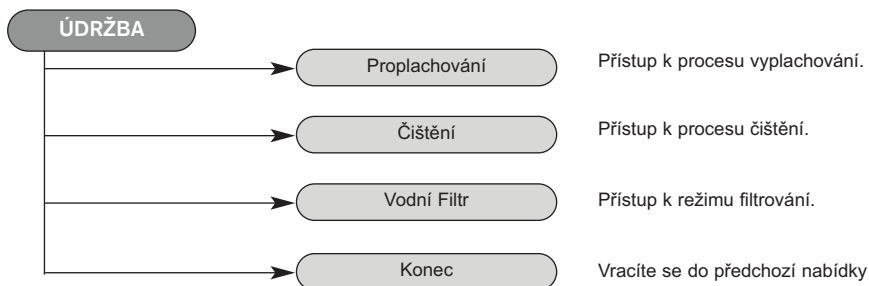 ÚDRŽBA
Proplachování Přístup k procesu vyplachování.
Čištění Přístup k procesu čištění.
Vodní Filtr Přístup k režimu filtrování.
Konec Vracíte se do předchozí nabídky